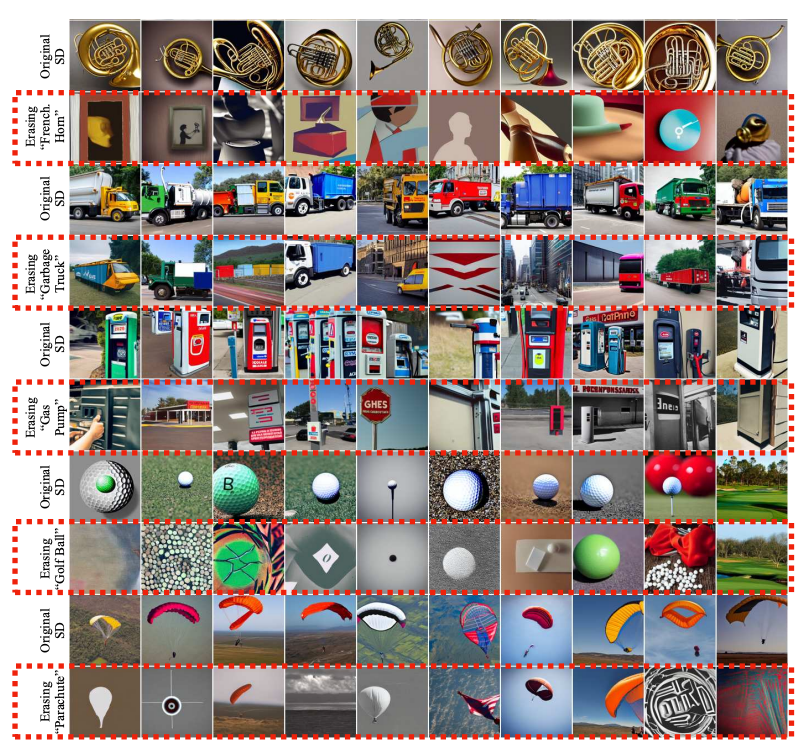 Original
SD
Erasing
“French
Horn”
Original
SD
Erasing
“Garbage
Truck”
Original
SD
Erasing
“Gas
Pump”
GHES
Original
SD
B
Erasing
“Golf Ball”
Original
SD
Erasing
“Parachute”